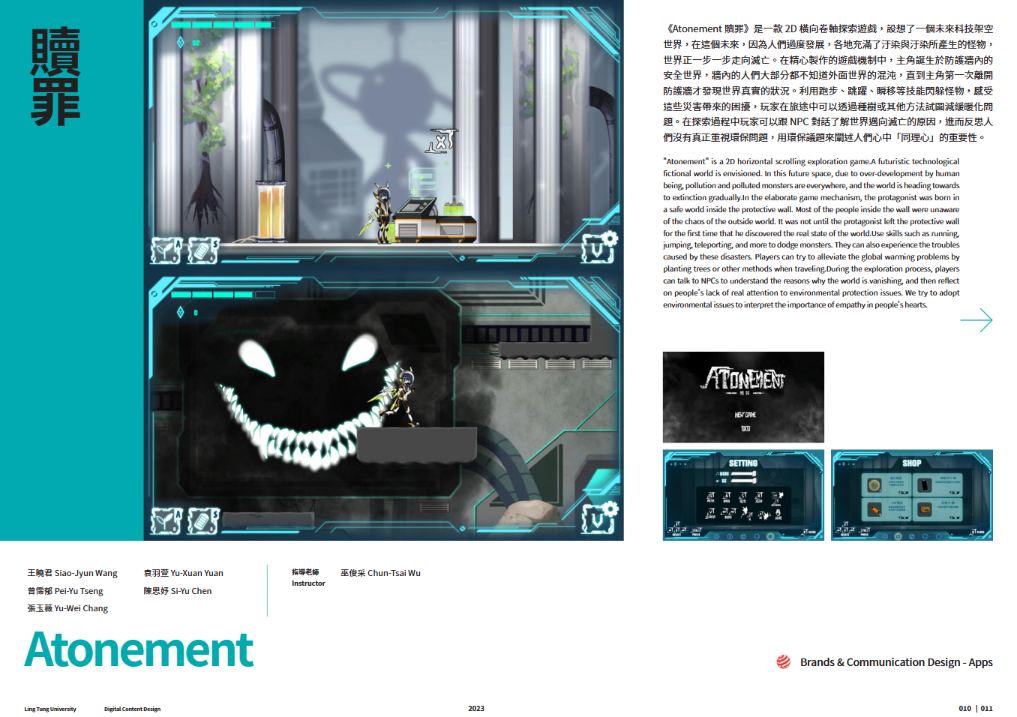 贖罪
《Atonement 贖罪》是一款 2D 橫向卷軸探索遊戲，設想了一個未來科技架空
世界，在這個未來，因為人們過度發展，各地充滿了汙染與汙染所產生的怪物，
世界正一步一步走向滅亡。在精心製作的遊戲機制中，主角誕生於防護牆內的
安全世界，牆內的人們大部分都不知道外面世界的混沌，直到主角第一次離開
防護牆才發現世界真實的狀況。利用跑步、跳躍、瞬移等技能閃躲怪物，感受
這些災害帶來的困擾，玩家在旅途中可以透過種樹或其他方法試圖減緩暖化問
題。在探索過程中玩家可以跟 NPC 對話了解世界邁向滅亡的原因，進而反思人
們沒有真正重視環保問題，用環保議題來闡述人們心中「同理心」的重要性。
"Atonement" is a 2D horizontal scrolling exploration game.A futuristic technological
fictional world is envisioned. In this future space, due to over-development by human
being, pollution and polluted monsters are everywhere, and the world is heading towards
to extinction gradually.In the elaborate game mechanism, the protagonist was born in
a safe world inside the protective wall. Most of the people inside the wall were unaware
of the chaos of the outside world. It was not until the protagonist left the protective wall
for the first time that he discovered the real state of the world.Use skills such as running,
jumping, teleporting, and more to dodge monsters. They can also experience the troubles
caused by these disasters. Players can try to alleviate the global warming problems by
planting trees or other methods when traveling.During the exploration process, players
can talk to NPCs to understand the reasons why the world is vanishing, and then reflect
on people's lack of real attention to environmental protection issues. We try to adopt
environmental issues to interpret the importance of empathy in people's hearts.
A
S
A
S
ATONEMENT
贖罪
NEW GAME
SETTING
SHOP
王曉君 Siao-Jyun Wang
袁羽萱 Yu-Xuan Yuan
曾霈郁 Pei-Yu Tseng
陳思妤 Si-Yu Chen
張玉薇 Yu-Wei Chang
指導老師
Instructor
巫俊采 Chun-Tsai Wu
Atonement
Brands & Communication Design - Apps
Ling Tung University
Digital Content Design
2023
010 | 011